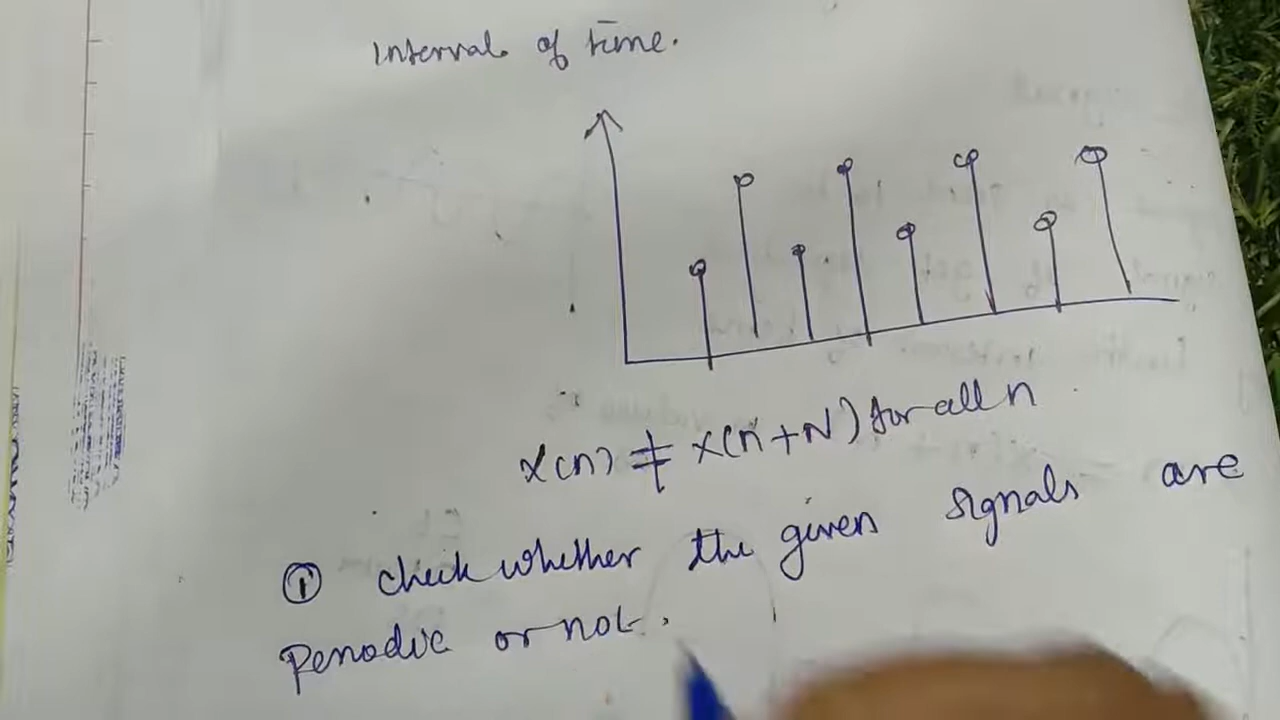 Interval of time.
x(n) ≠ x(n+N) for all n
① check whether the given signals are
Periodic or not.